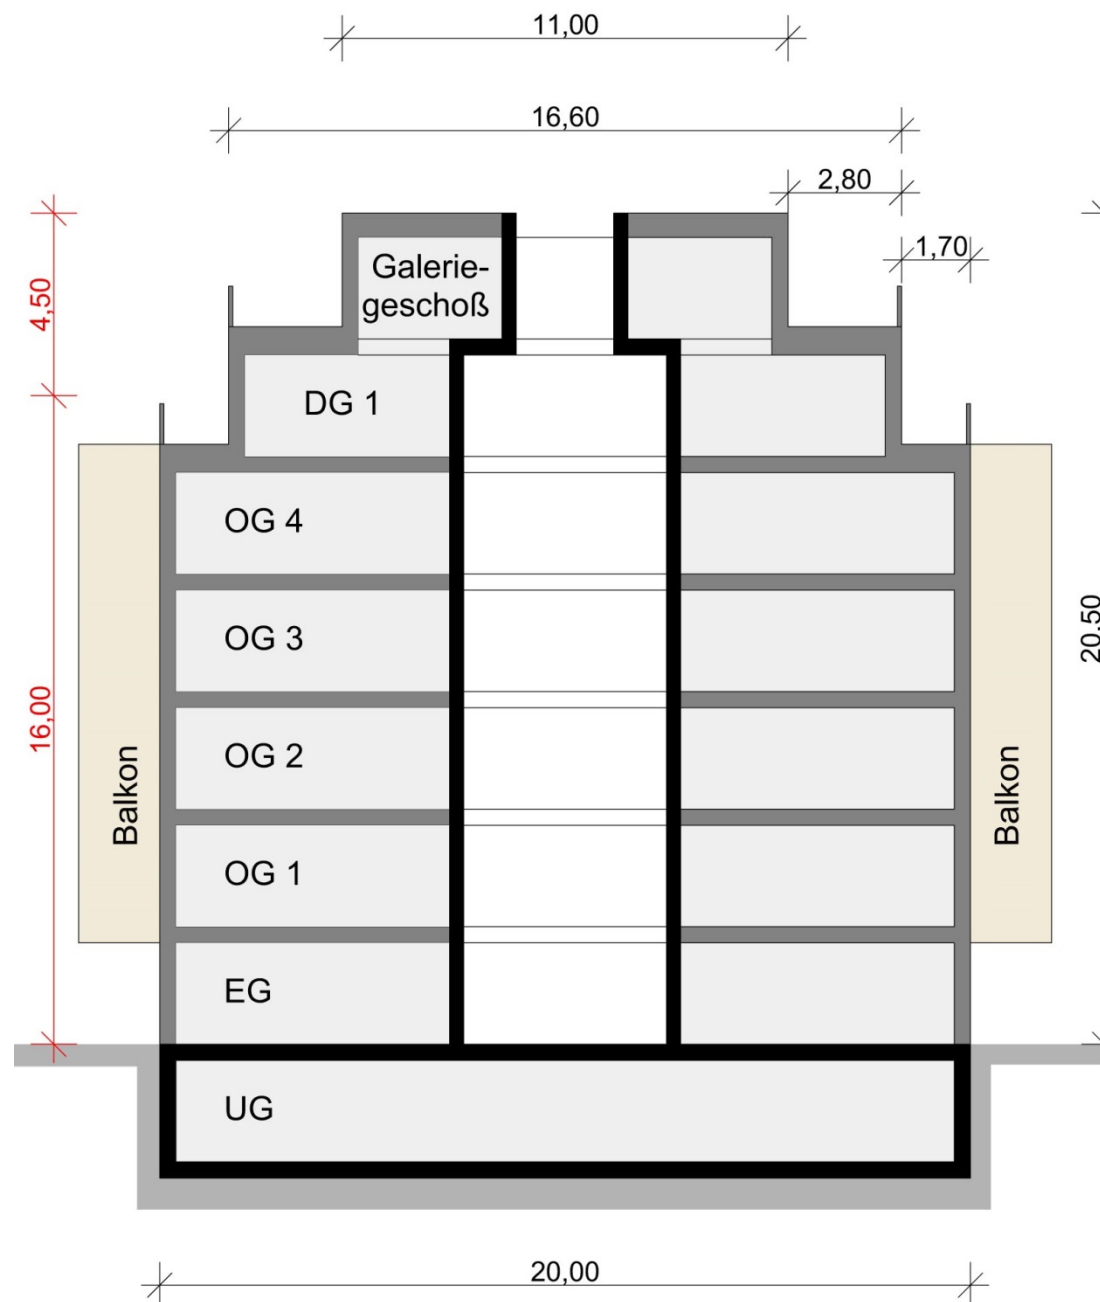 11,00
16,60
2,80
1,70
4,50
Galerie-
geschoß
DG 1
OG 4
OG 3
20.50
16,00
OG 2
Balkon
Balkon
OG 1
EG
UG
20,00